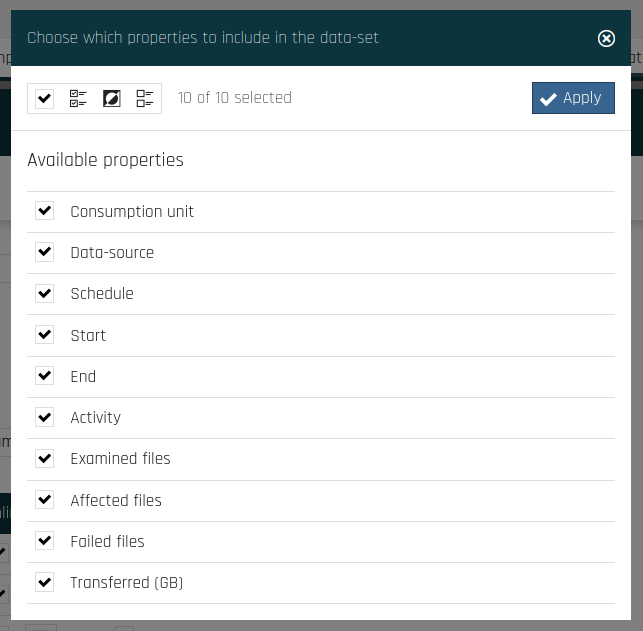 Choose which properties to include in the data-set
10 of 10 selected
Apply
Available properties
Consumption unit
Data-source
Schedule
Start
End
Activity
Examined files
Affected files
Failed files
Transferred (GB)